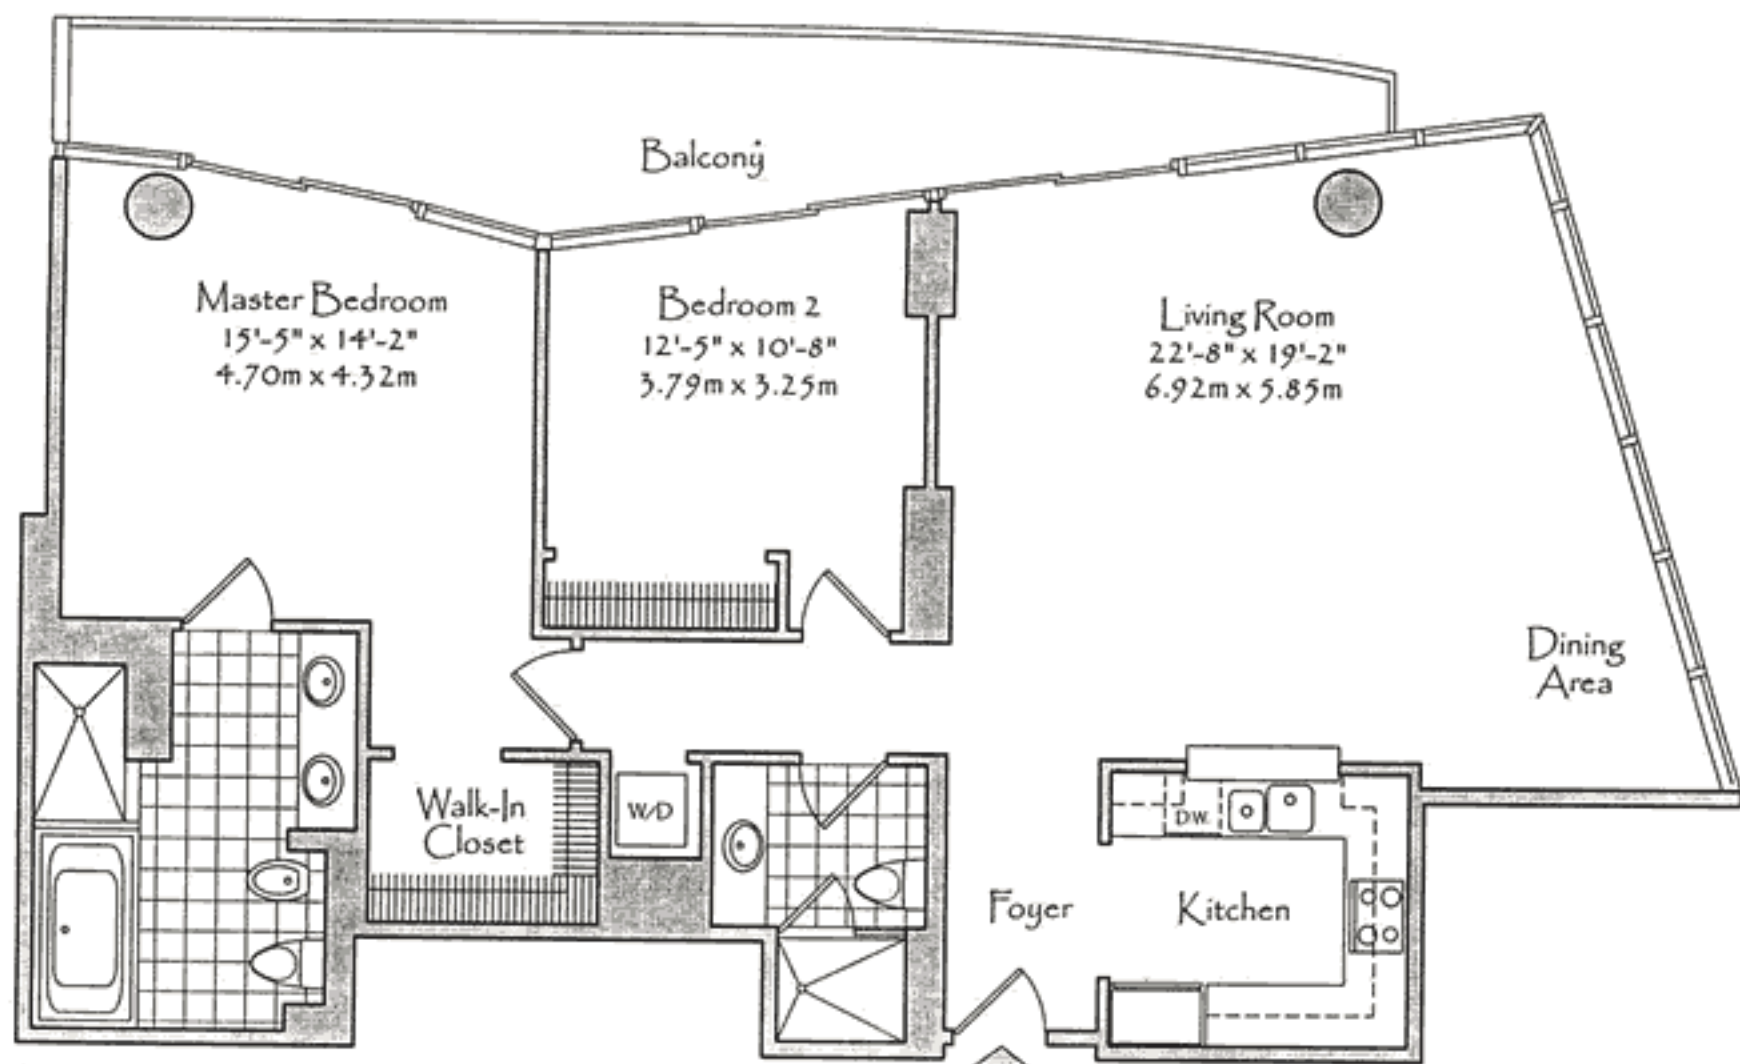 Balcony
Master Bedroom
15'-5" x 14'-2"
4.70m x 4.32m
Bedroom 2
12'-5" x 10'-8"
3.79m x 3.25m
Living Room
22'-8" x 19'-2"
6.92m x 5.85m
Dining
Area
Walk-In
Closet
W/D
D.W.
Foyer
Kitchen